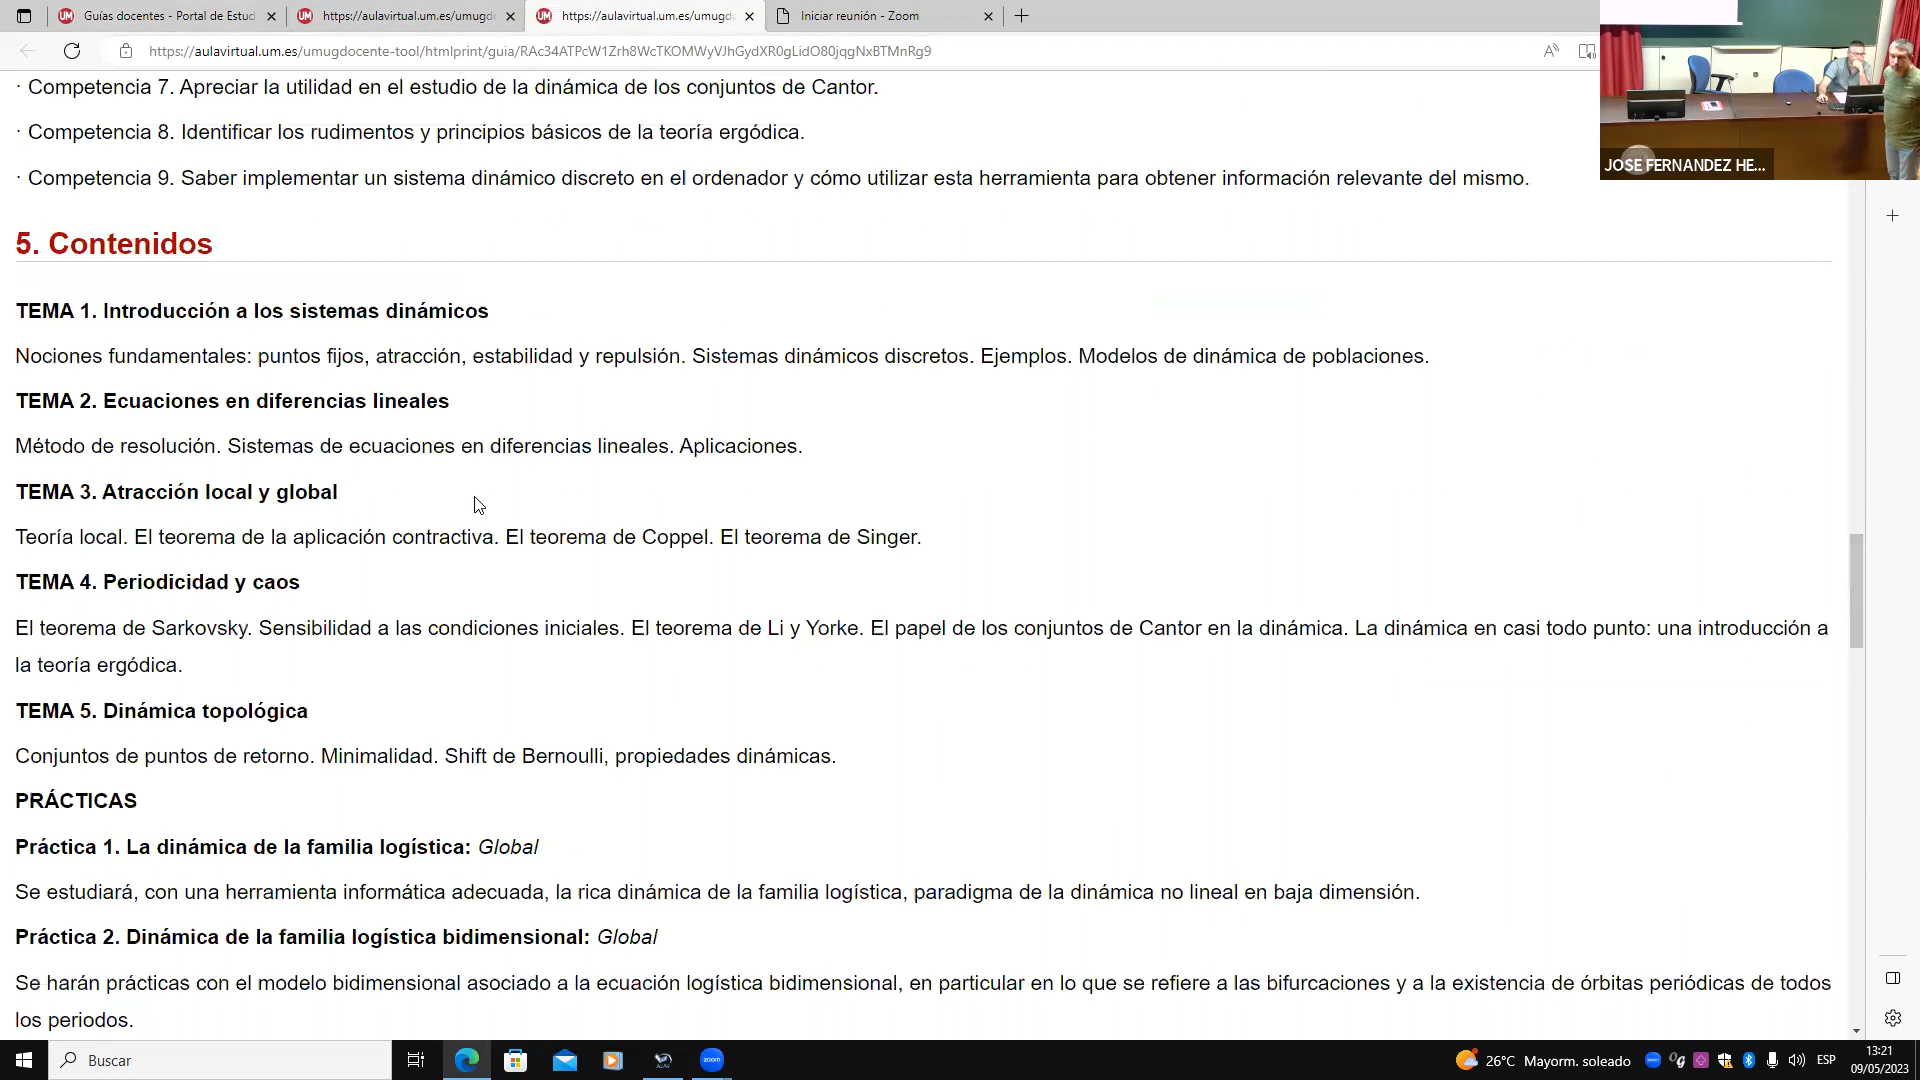 Guías docentes - Portal de Estud
https://aulavirtual.um.es/umugdo
https://aulavirtual.um.es/umugdo
Iniciar reunión - Zoom
https://aulavirtual.um.es/umugdocente-tool/htmlprint/guia/RAc34ATPcW1Zrh8WcTKOMWyVJhGydXR0gLidO80jqgNxBTMnRg9
JOSE FERNANDEZ HE...
· Competencia 7. Apreciar la utilidad en el estudio de la dinámica de los conjuntos de Cantor.
· Competencia 8. Identificar los rudimentos y principios básicos de la teoría ergódica.
· Competencia 9. Saber implementar un sistema dinámico discreto en el ordenador y cómo utilizar esta herramienta para obtener información relevante del mismo.
5. Contenidos
TEMA 1. Introducción a los sistemas dinámicos
Nociones fundamentales: puntos fijos, atracción, estabilidad y repulsión. Sistemas dinámicos discretos. Ejemplos. Modelos de dinámica de poblaciones.
TEMA 2. Ecuaciones en diferencias lineales
Método de resolución. Sistemas de ecuaciones en diferencias lineales. Aplicaciones.
TEMA 3. Atracción local y global
Teoría local. El teorema de la aplicación contractiva. El teorema de Coppel. El teorema de Singer.
TEMA 4. Periodicidad y caos
El teorema de Sarkovsky. Sensibilidad a las condiciones iniciales. El teorema de Li y Yorke. El papel de los conjuntos de Cantor en la dinámica. La dinámica en casi todo punto: una introducción a
la teoría ergódica.
TEMA 5. Dinámica topológica
Conjuntos de puntos de retorno. Minimalidad. Shift de Bernoulli, propiedades dinámicas.
PRÁCTICAS
Práctica 1. La dinámica de la familia logística: Global
Se estudiará, con una herramienta informática adecuada, la rica dinámica de la familia logística, paradigma de la dinámica no lineal en baja dimensión.
Práctica 2. Dinámica de la familia logística bidimensional: Global
Se harán prácticas con el modelo bidimensional asociado a la ecuación logística bidimensional, en particular en lo que se refiere a las bifurcaciones y a la existencia de órbitas periódicas de todos
los periodos.
Buscar
26°C Mayorm. soleado
ESP
13:21
09/05/2023